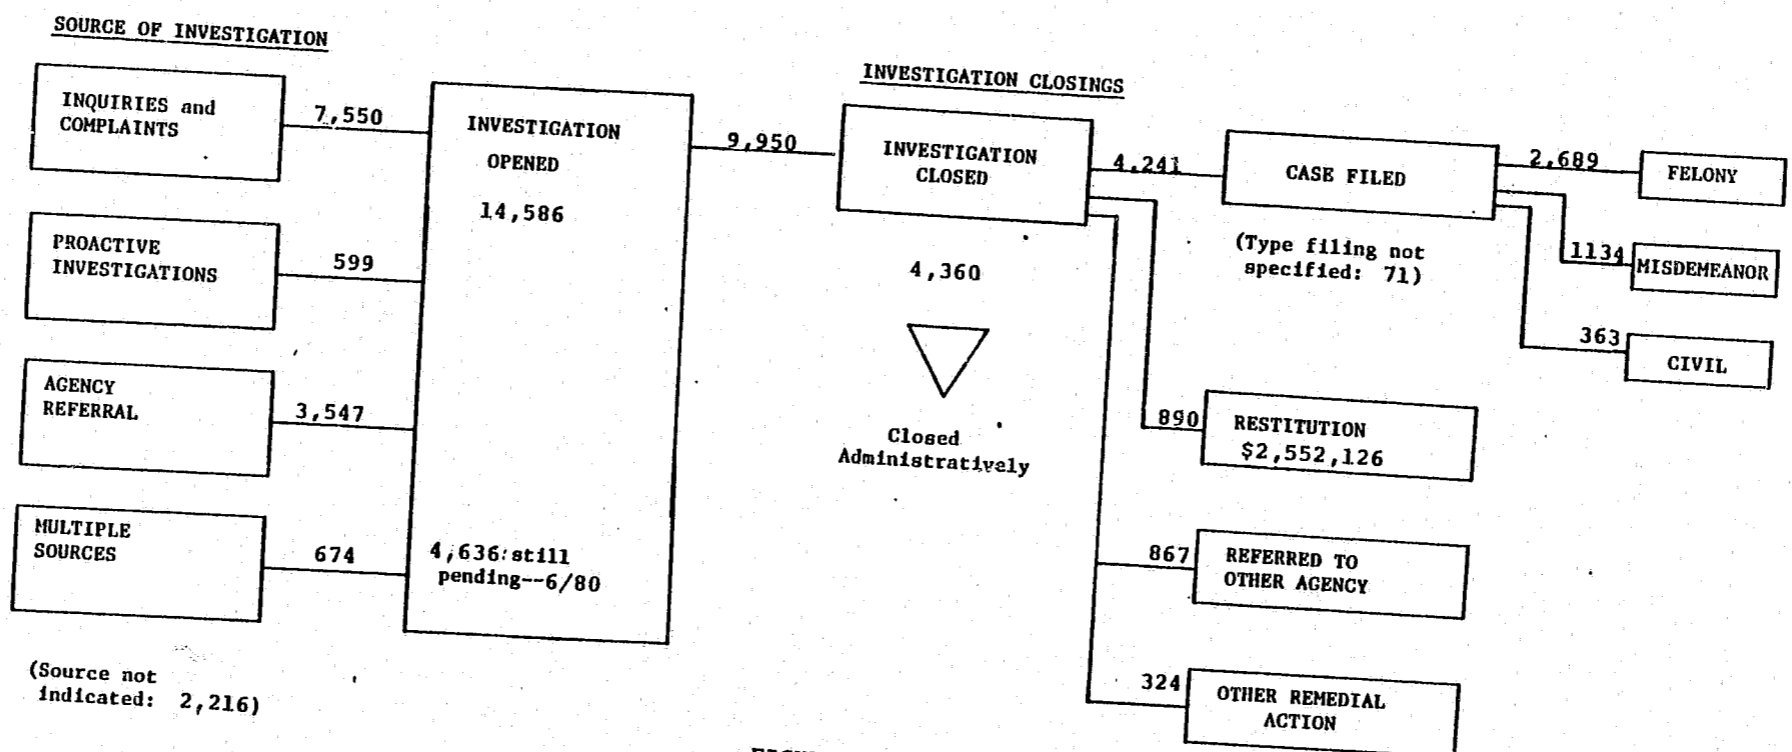 SOURCE OF INVESTIGATION
INQUIRIES and
COMPLAINTS
7,550
PROACTIVE
INVESTIGATIONS
599
AGENCY
REFERRAL
3,547
MULTIPLE
SOURCES
674
(Source not
indicated: 2,216)
INVESTIGATION
OPENED
14,586
4,636 still
pending--6/80
9,950
INVESTIGATION CLOSINGS
INVESTIGATION
CLOSED
4,360
Closed
Administratively
4,241
CASE FILED
(Type filing not
specified: 71)
2,689
FELONY
1134
MISDEMEANOR
363
CIVIL
890
RESTITUTION
$2,552,126
867
REFERRED TO
OTHER AGENCY
324
OTHER REMEDIAL
ACTION